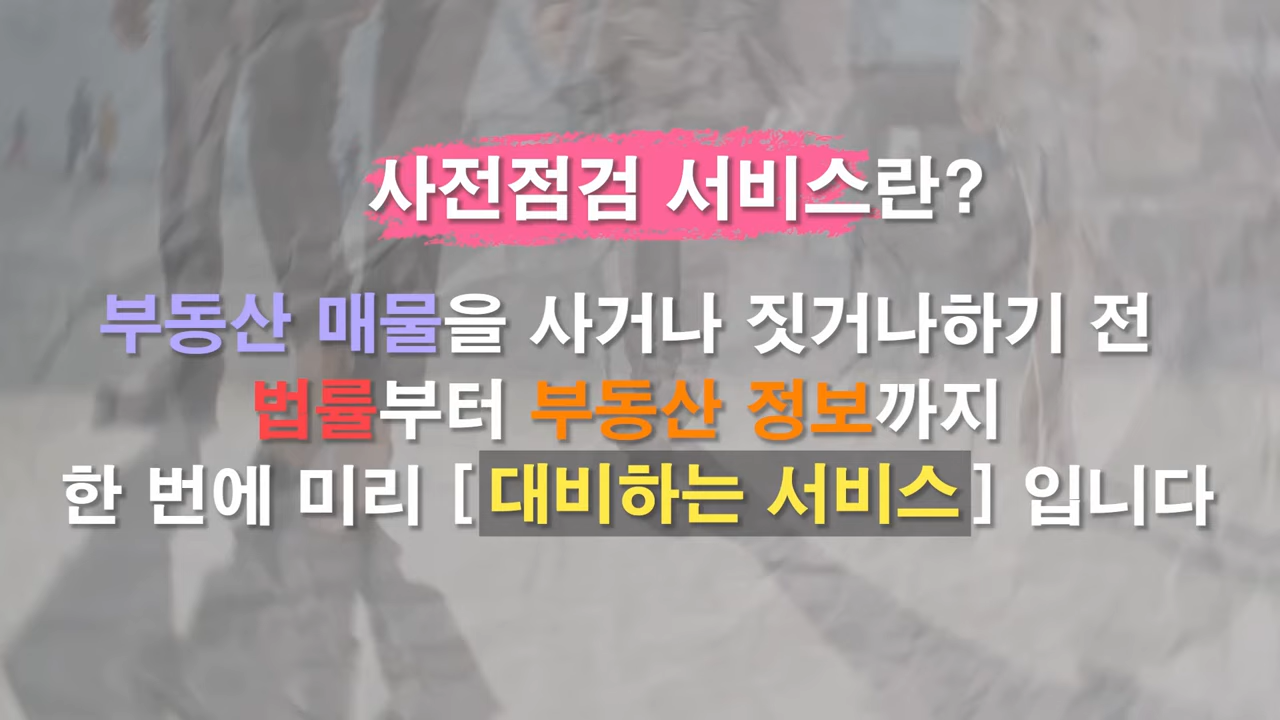 사전점검 서비스란?
부동산 매물을 사거나 짓거나하기 전
법률부터 부동산 정보까지
한 번에 미리 [대비하는 서비스] 입니다